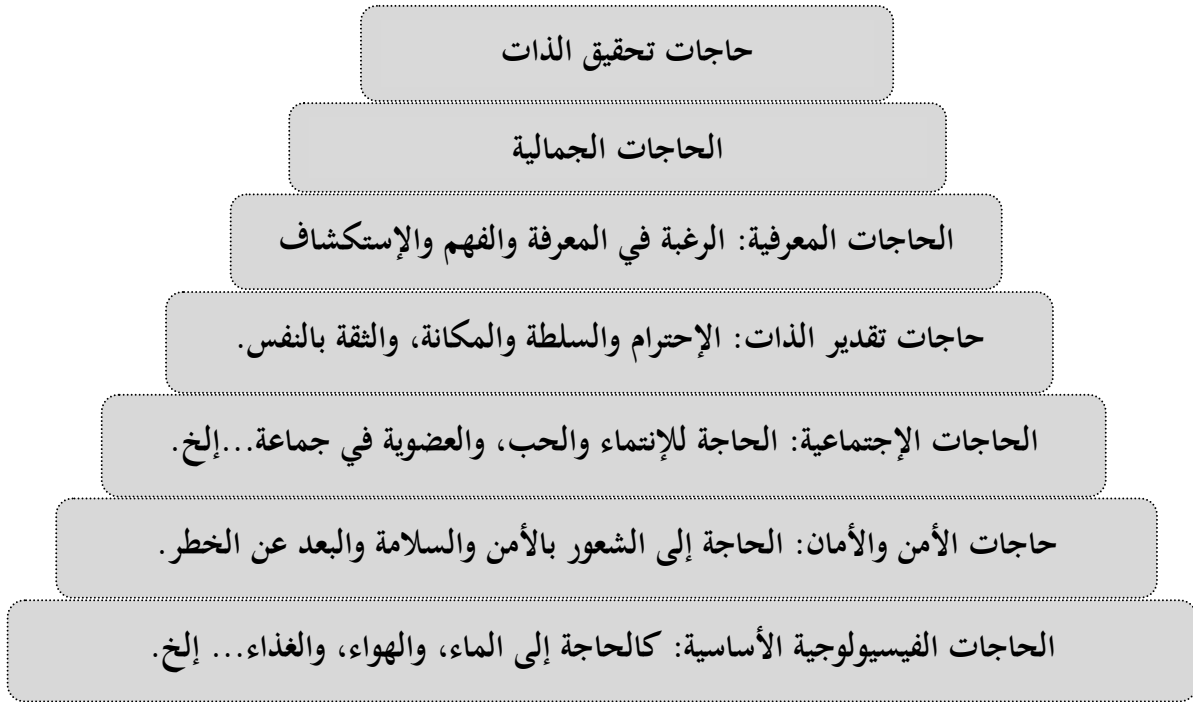 حاجات تحقيق الذات
الحاجات الجمالية
الحاجات المعرفية: الرغبة في المعرفة والفهم والإستكشاف
حاجات تقدير الذات: الإحترام والسلطة والمكانة، والثقة بالنفس.
الحاجات الإجتماعية: الحاجة للإنتماء والحب، والعضوية في جماعة...إلخ.
حاجات الأمن والأمان: الحاجة إلى الشعور بالأمن والسلامة والبعد عن الخطر.
الحاجات الفيسيولوجية الأساسية: كالحاجة إلى الماء، والهواء، والغذاء... إلخ.